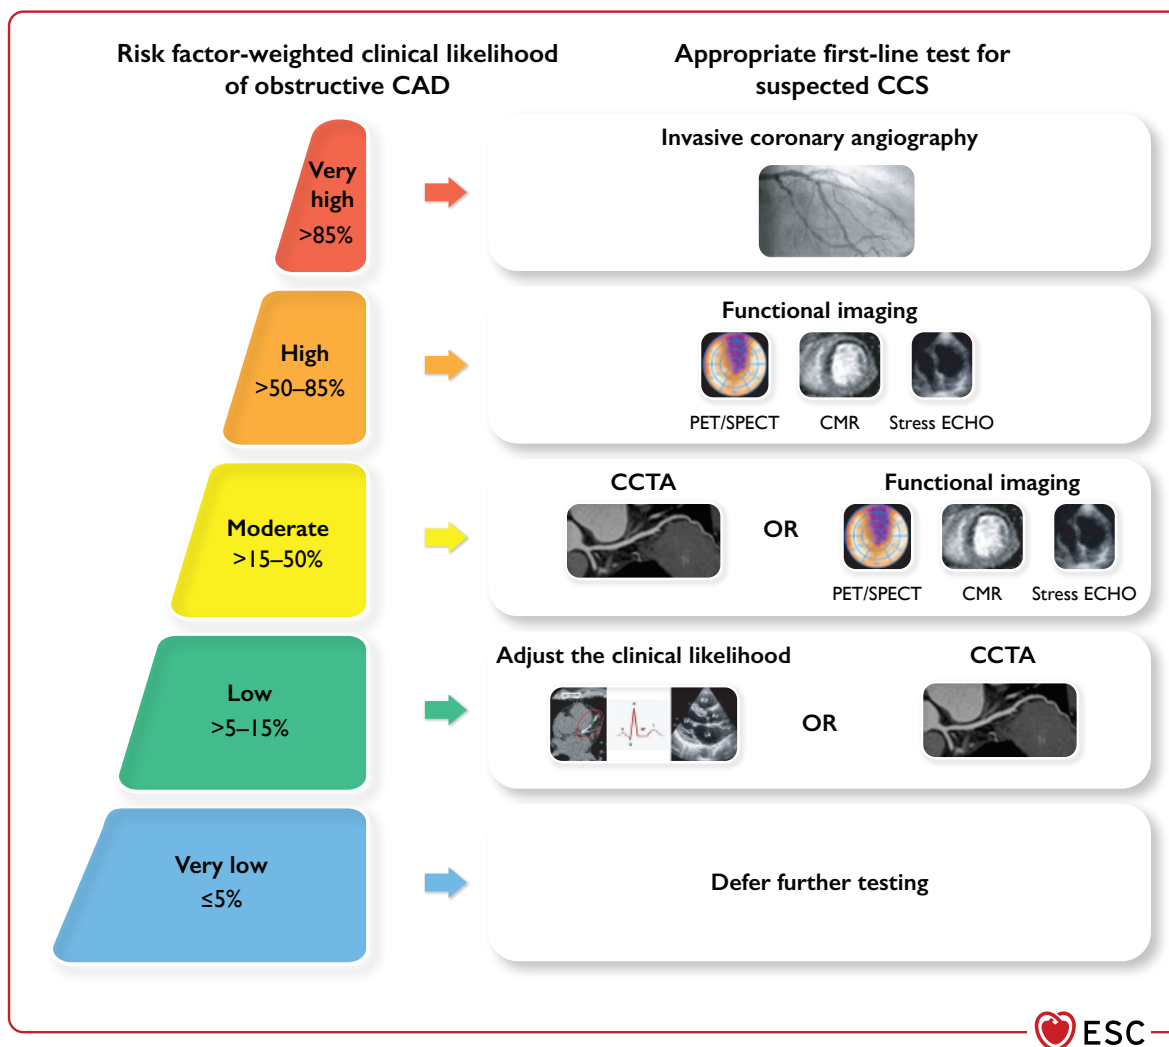 Risk factor-weighted clinical likelihood
of obstructive CAD
Appropriate first-line test for
suspected CCS
Very
high
>85%
Invasive coronary angiography
High
>50–85%
Functional imaging
PET/SPECT CMR Stress ECHO
Moderate
>15–50%
CCTA
OR
Functional imaging
PET/SPECT CMR Stress ECHO
Low
>5–15%
Adjust the clinical likelihood
OR
CCTA
Very low
≤5%
Defer further testing
ESC